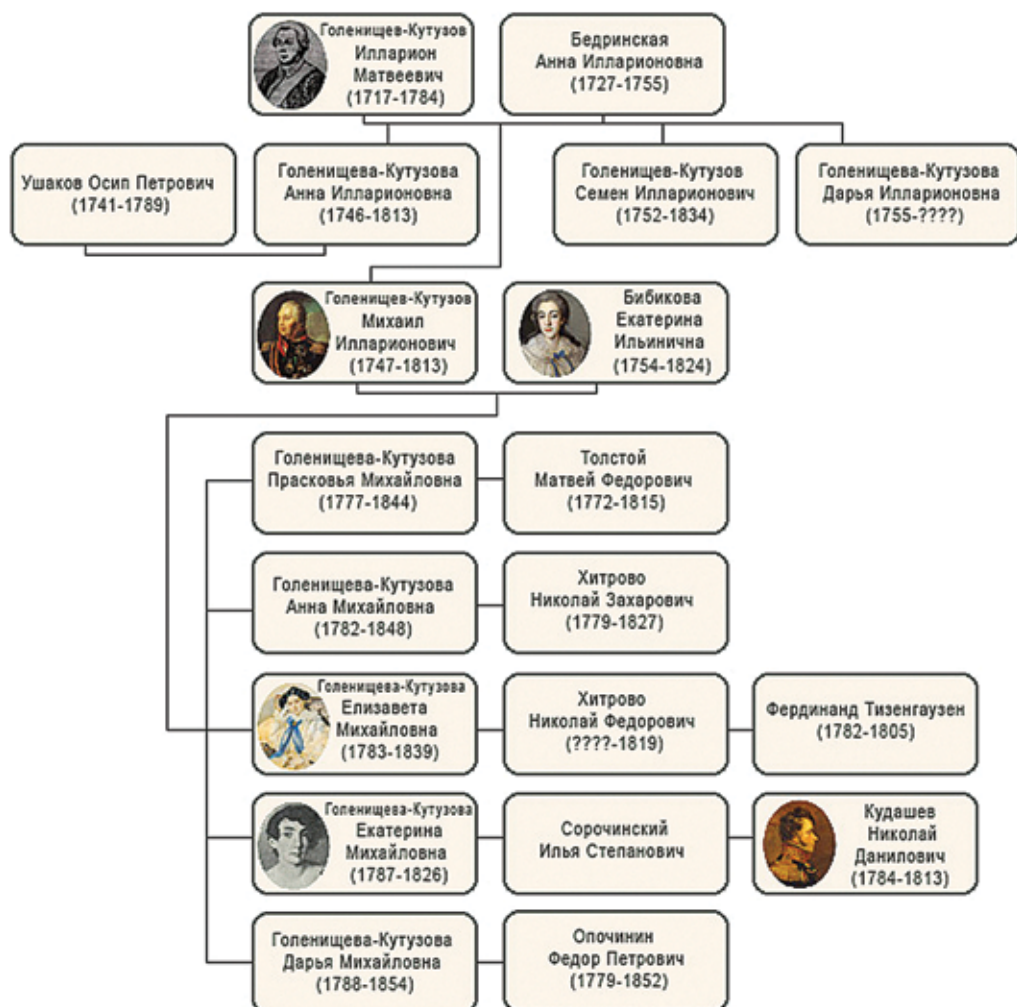 Голенищев-Кутузов
Илларион
Матвеевич
(1717-1784)
Бедринская
Анна Илларионовна
(1727-1755)
Ушаков Осип Петрович
(1741-1789)
Голенищева-Кутузова
Анна Илларионовна
(1746-1813)
Голенищев-Кутузов
Семен Илларионович
(1752-1834)
Голенищева-Кутузова
Дарья Илларионовна
(1755-????)
Голенищев-Кутузов
Михаил
Илларионович
(1747-1813)
Бибикова
Екатерина
Ильинична
(1754-1824)
Голенищева-Кутузова
Прасковья Михайловна
(1777-1844)
Толстой
Матвей Федорович
(1772-1815)
Голенищева-Кутузова
Анна Михайловна
(1782-1848)
Хитрово
Николай Захарович
(1779-1827)
Голенищева-Кутузова
Елизавета
Михайловна
(1783-1839)
Хитрово
Николай Федорович
(????-1819)
Фердинанд Тизенгаузен
(1782-1805)
Голенищева-Кутузова
Екатерина
Михайловна
(1787-1826)
Сорочинский
Илья Степанович
Кудашев
Николай
Данилович
(1784-1813)
Голенищева-Кутузова
Дарья Михайловна
(1788-1854)
Опочинин
Федор Петрович
(1779-1852)